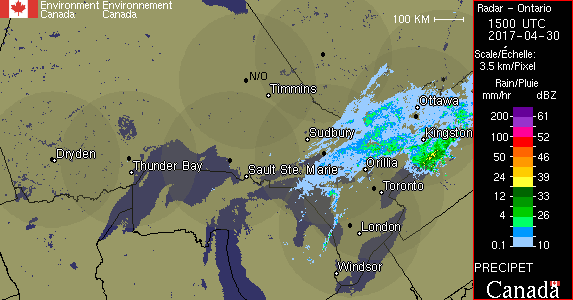 Environment Environnement
Canada Canada
100 KM
N/O
Timmins
Ottawa
Sudbury
Kingston
Dryden
Thunder Bay
Sault Ste. Marie
Orillia
Toronto
London
Windsor
Radar - Ontario
1500 UTC
2017-04-30
Scale/Échelle:
3.5 km/Pixel
Rain/Pluie
mm/hr dBZ
200 61
100 52
50 46
24 39
12 33
4 26
0.1 10
PRECIPET
Canada